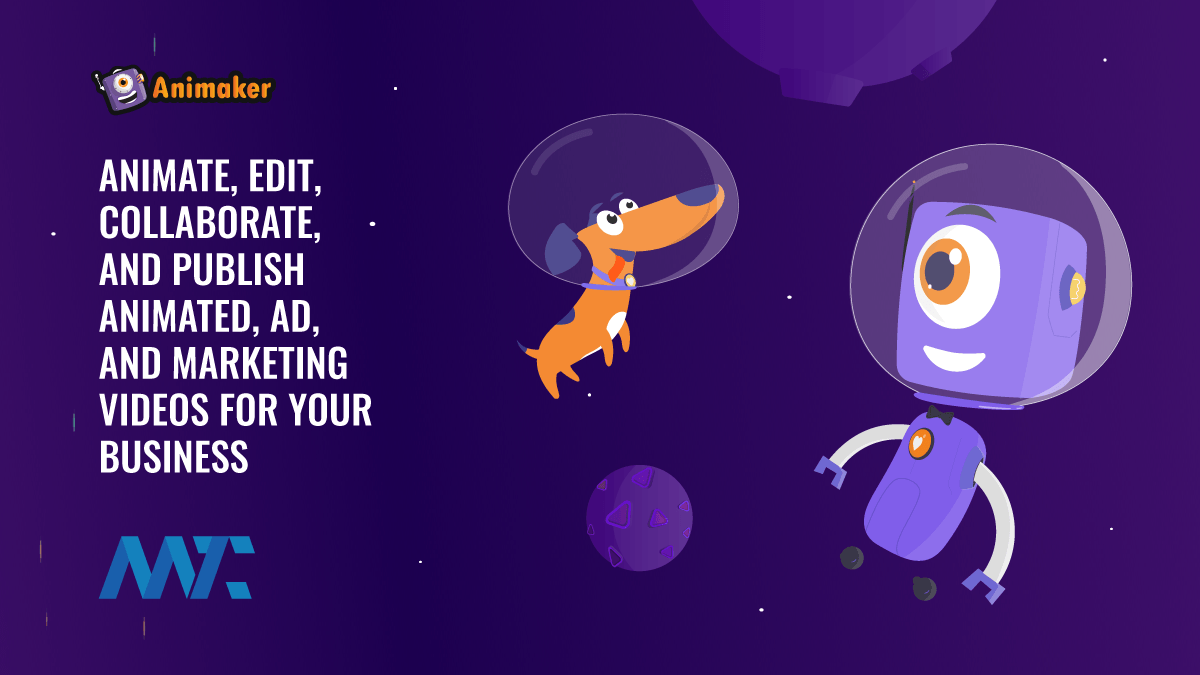 Animaker
ANIMATE, EDIT,
COLLABORATE,
AND PUBLISH
ANIMATED, AD,
AND MARKETING
VIDEOS FOR YOUR
BUSINESS